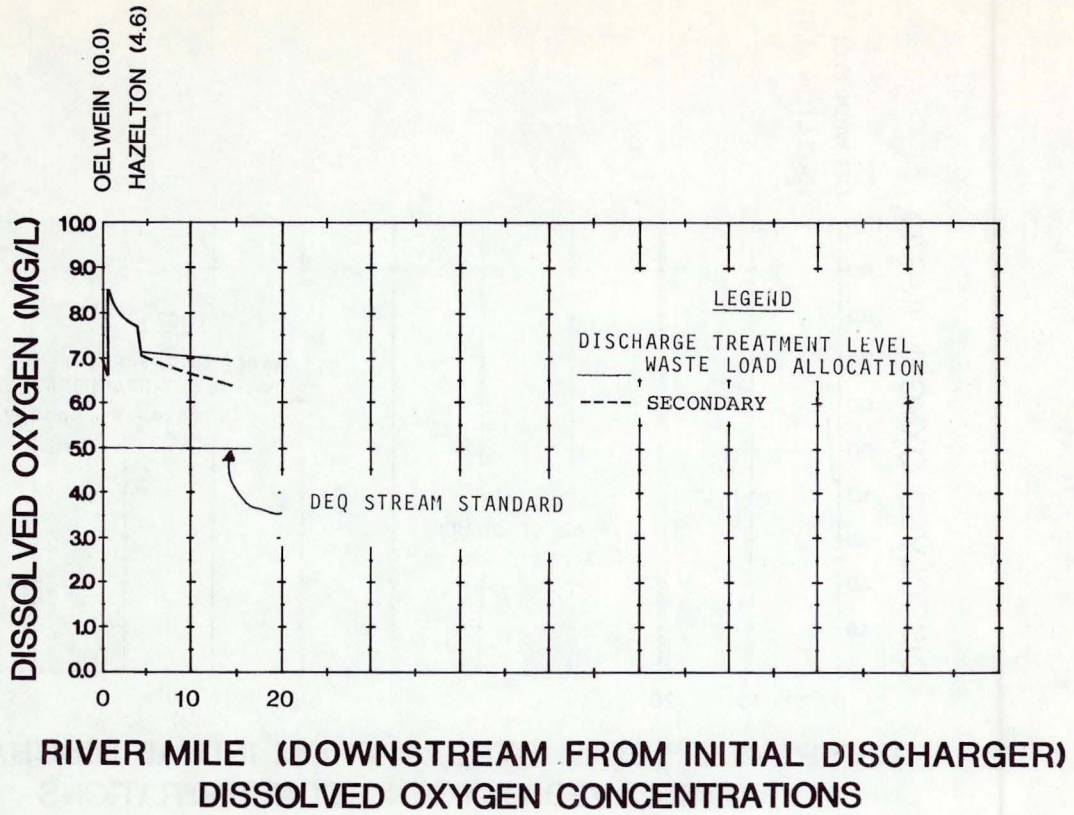 OELWEIN (0.0)
HAZELTON (4.6)
DISSOLVED OXYGEN (MG/L)
10.0
9.0
8.0
7.0
6.0
5.0
4.0
3.0
2.0
1.0
0.0
LEGEND
DISCHARGE TREATMENT LEVEL
WASTE LOAD ALLOCATION
SECONDARY
DEQ STREAM STANDARD
0 10 20
RIVER MILE (DOWNSTREAM FROM INITIAL DISCHARGER)
DISSOLVED OXYGEN CONCENTRATIONS